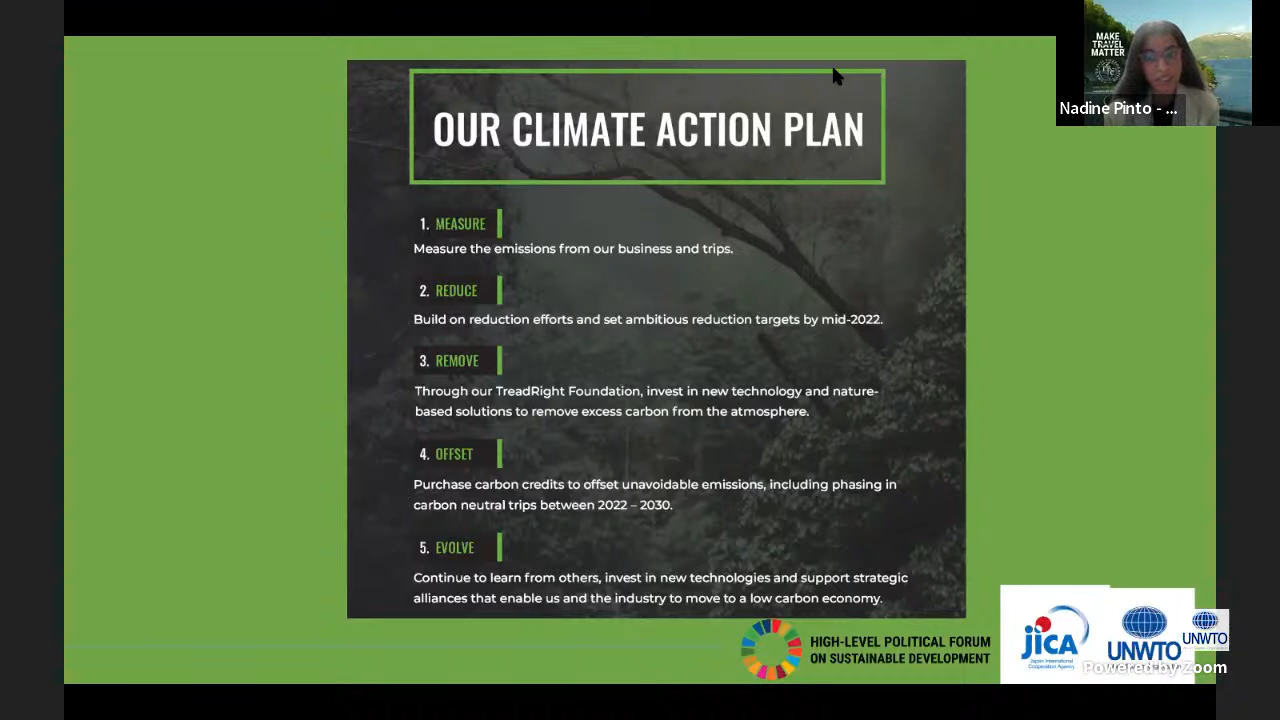 MAKE
TRAVEL
MATTER
Nadine Pinto - ...
OUR CLIMATE ACTION PLAN
1. MEASURE
Measure the emissions from our business and trips.
2. REDUCE
Build on reduction efforts and set ambitious reduction targets by mid-2022.
3. REMOVE
Through our TreadRight Foundation, invest in new technology and nature-
based solutions to remove excess carbon from the atmosphere.
4. OFFSET
Purchase carbon credits to offset unavoidable emissions, including phasing in
carbon neutral trips between 2022 – 2030.
5. EVOLVE
Continue to learn from others, invest in new technologies and support strategic
alliances that enable us and the industry to move to a low carbon economy.
HIGH-LEVEL POLITICAL FORUM
ON SUSTAINABLE DEVELOPMENT
jICA
Japan International
Cooperation Agency
UNWTO
UNWTO
Powered by Zoom